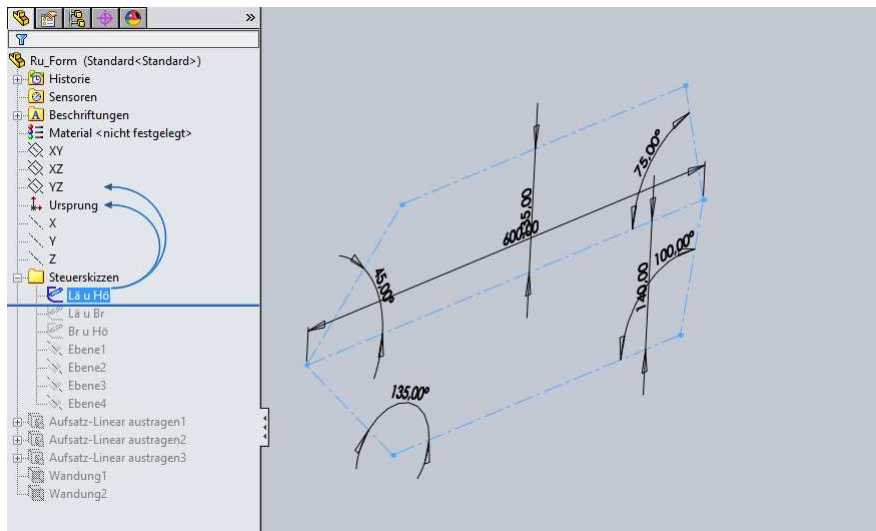 »
Ru_Form (Standard<Standard>)
Historie
Sensoren
A Beschriftungen
Material <nicht festgelegt>
XY
XZ
YZ
Ursprung
X
Y
Z
Steuerskizzen
Lä u Hö
Lä u Br
Br u Hö
Ebene1
Ebene2
Ebene3
Ebene4
Aufsatz-Linear austragen1
Aufsatz-Linear austragen2
Aufsatz-Linear austragen3
Wandung1
Wandung2
75,00°
600,00
100,00°
45,00°
140,00
135,00°